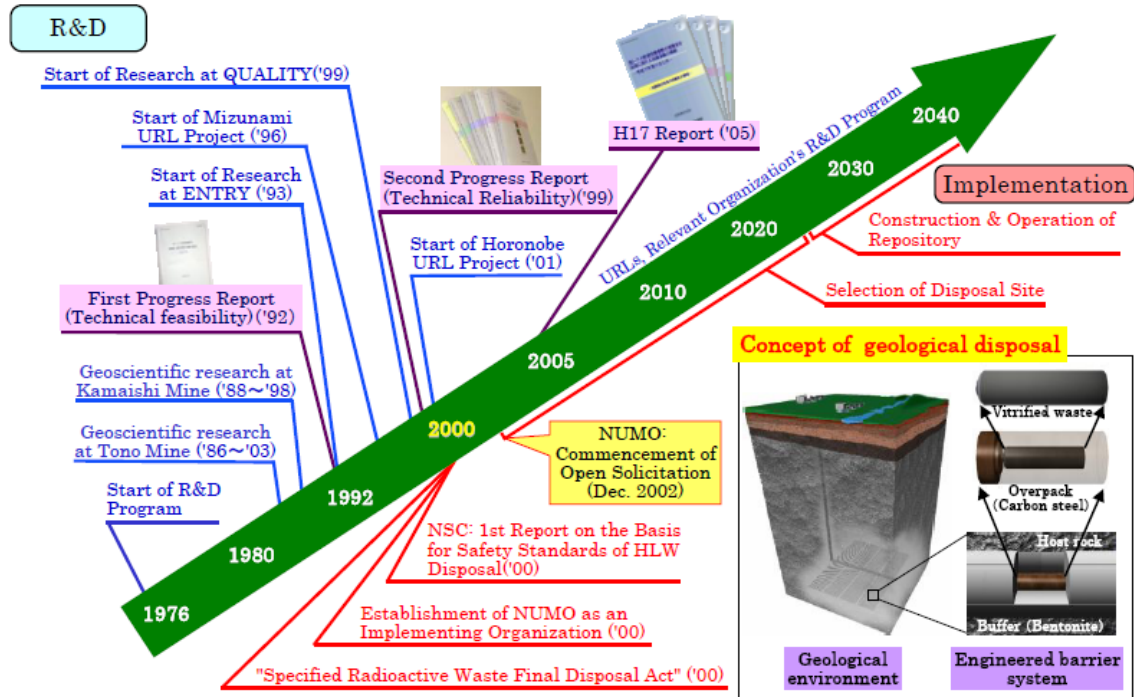 R&D
Start of Research at QUALITY('99)
Start of Mizunami
URL Project ('96)
Start of Research
at ENTRY ('93)
First Progress Report
(Technical feasibility) ('92)
Geoscientific research at
Kamaishi Mine ('88～'98)
Geoscientific research
at Tono Mine ('86～'03)
Start of R&D
Program
Second Progress Report
(Technical Reliability)('99)
Start of Horonobe
URL Project ('01)
H17 Report ('05)
URLs, Relevant Organization's R&D Program
1976
1980
1992
2000
2005
2010
2020
2030
2040
Implementation
Construction & Operation of
Repository
Selection of Disposal Site
NUMO:
Commencement of
Open Solicitation
(Dec. 2002)
NSC: 1st Report on the Basis
for Safety Standards of HLW
Disposal('00)
Establishment of NUMO as an
Implementing Organization ('00)
"Specified Radioactive Waste Final Disposal Act" ('00)
Concept of geological disposal
Vitrified waste
Overpack
(Carbon steel)
Host rock
Buffer (Bentonite)
Geological
environment
Engineered barrier
system